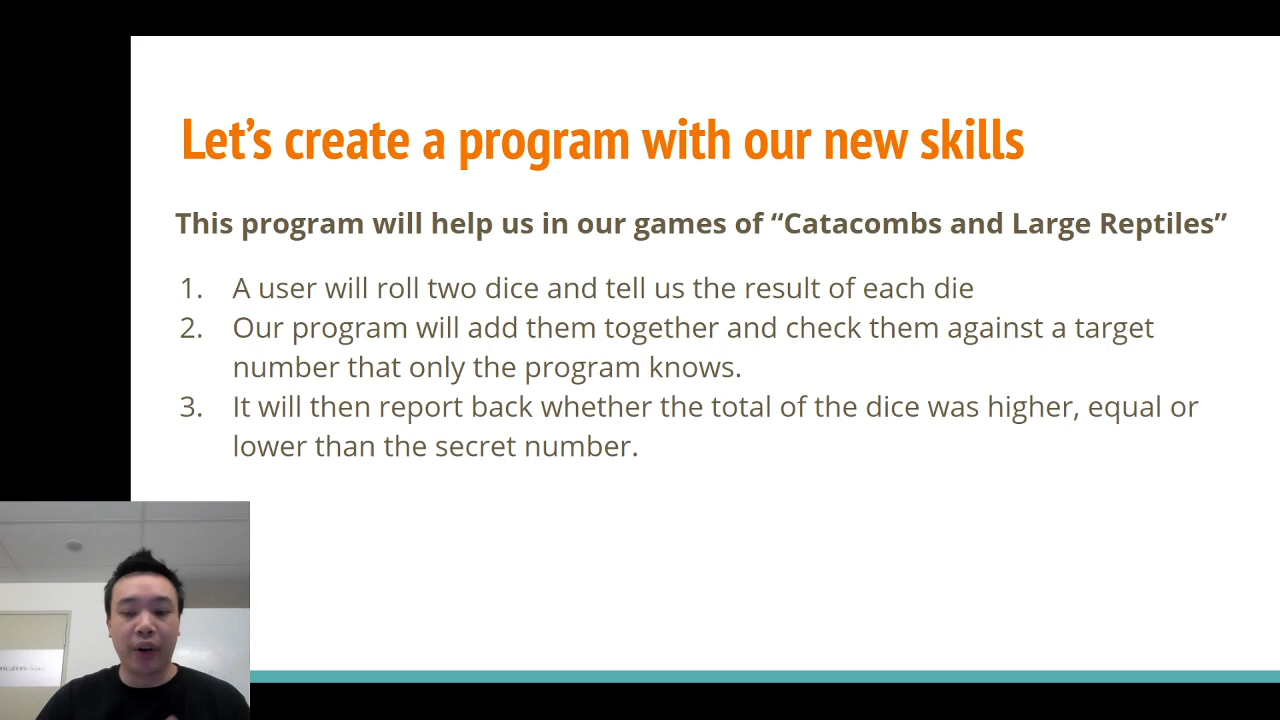 Let’s create a program with our new skills
This program will help us in our games of “Catacombs and Large Reptiles”
1. A user will roll two dice and tell us the result of each die
2. Our program will add them together and check them against a target
number that only the program knows.
3. It will then report back whether the total of the dice was higher, equal or
lower than the secret number.